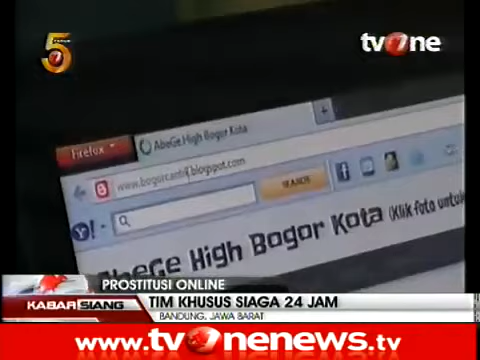 5
tvOne
Firefox
AbeGe High Bogor Kota
www.bogorcantik.blogspot.com
Y!
SEARCH
AbeGe High Bogor Kota (Klik foto untuk
PROSTITUSI ONLINE
KABAR SIANG
TIM KHUSUS SIAGA 24 JAM
BANDUNG, JAWA BARAT
www.tvOnenews.tv